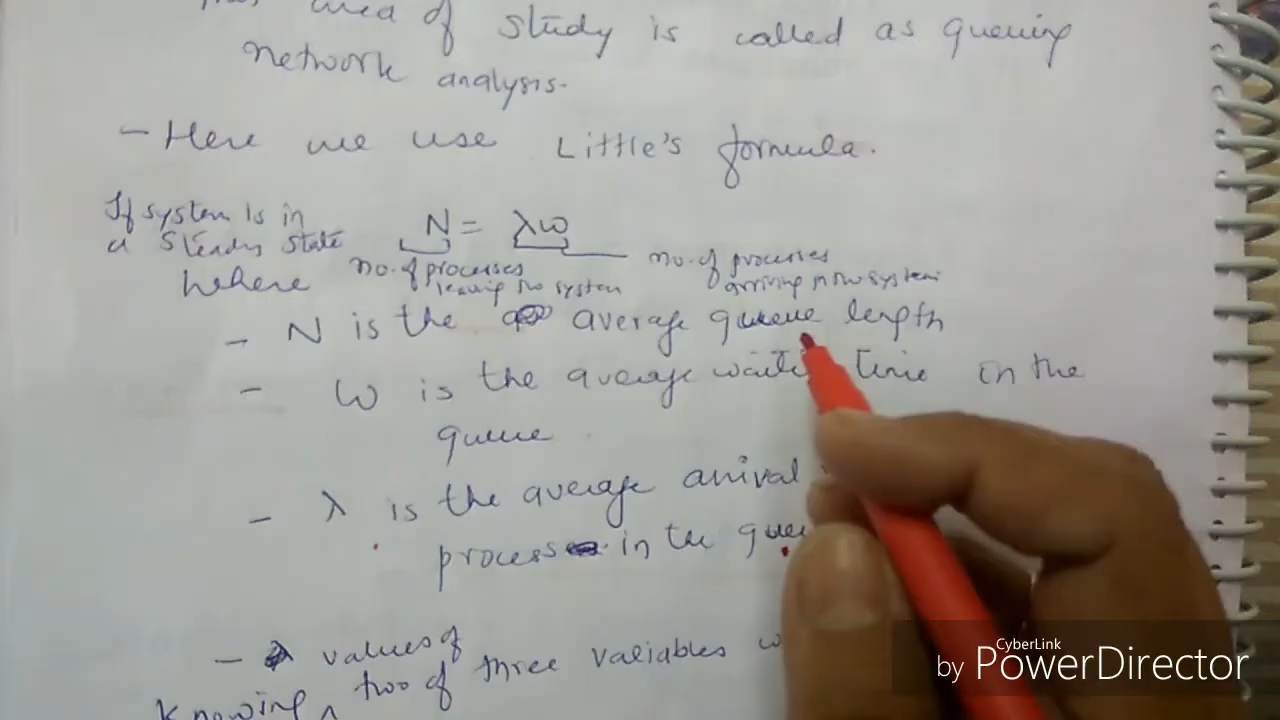 area of study is called as queuing
network analysis.
- Here we use Little's formula.
If system is in
a steady state
N = λω
no. of processes
leaving the system
no. of processes
arriving in the system
where
- N is the average queue length
- ω is the average waiting time in the
queue
- λ is the average arrival
process in the queue
- values of
Knowing two of three variables
CyberLink
by PowerDirector